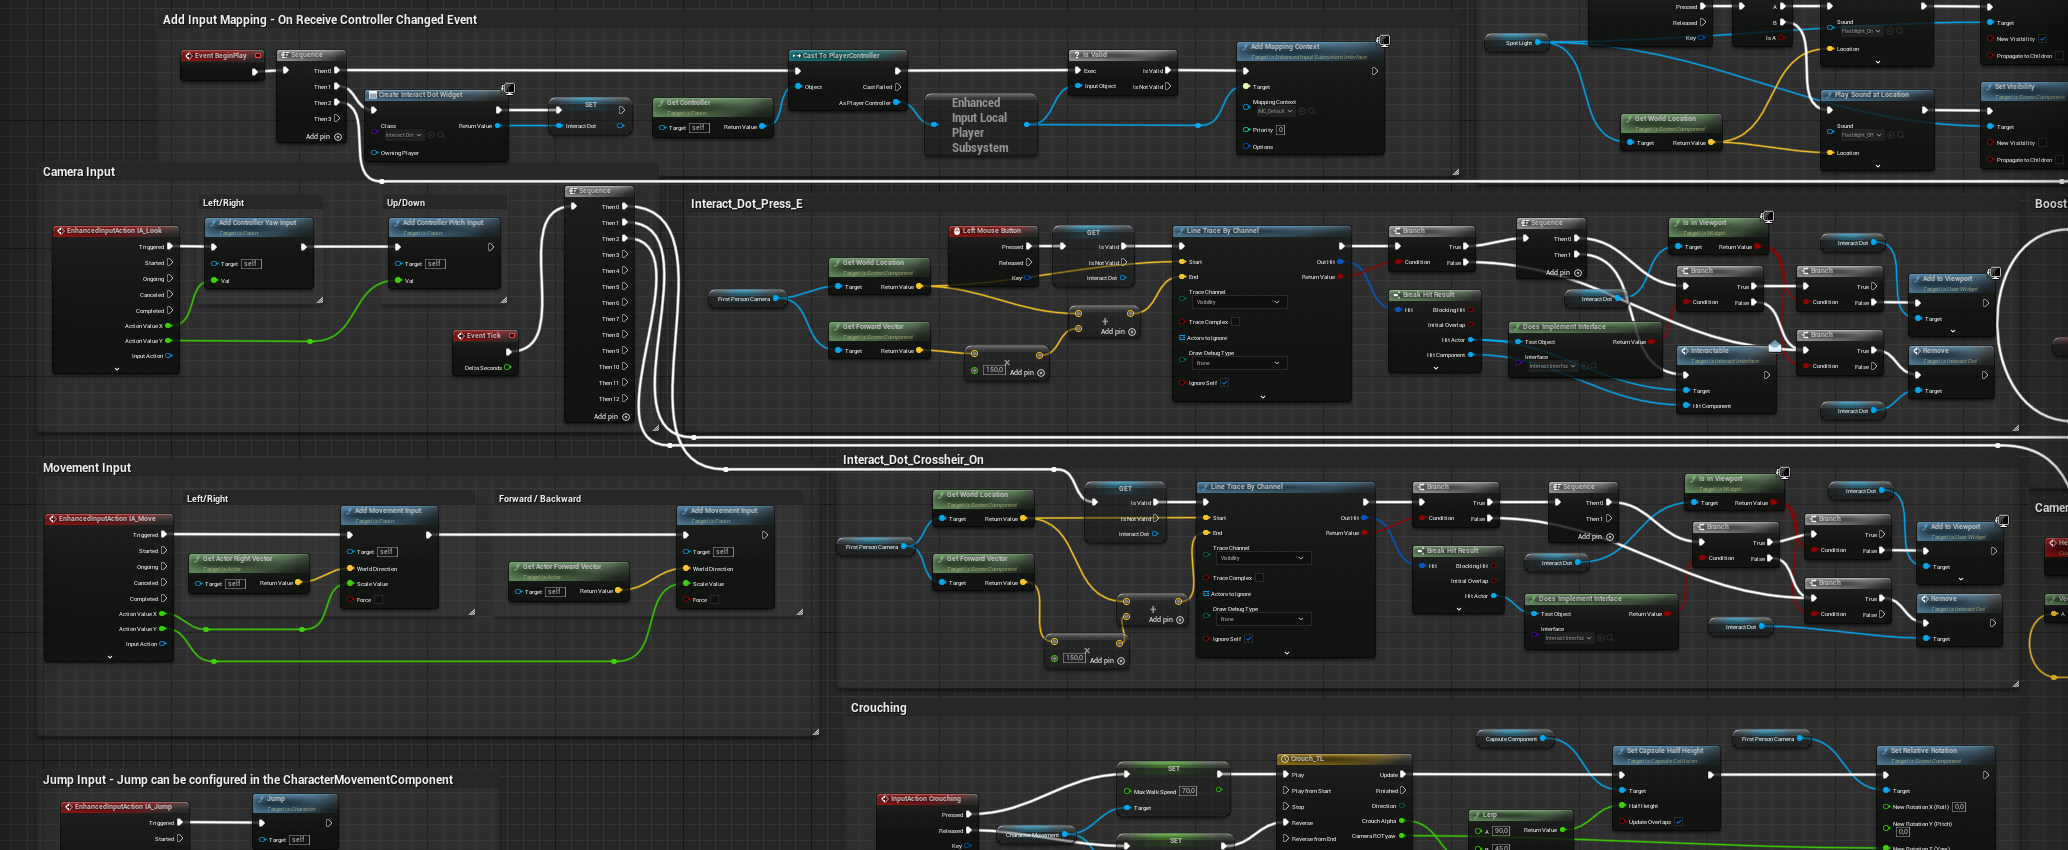 Add Input Mapping - On Receive Controller Changed Event
Event BeginPlay
Sequence
Then 0
Then 1
Then 2
Then 3
Add pin
Create Interact Dot Widget
Class
Interact Dot
Return Value
Owning Player
SET
Interact Dot
Get Controller
Target is Pawn
Target
self
Return Value
Cast To PlayerController
Object
Cast Failed
As Player Controller
Enhanced
Input Local
Player
Subsystem
Is Valid
Exec
Is Valid
Input Object
Is Not Valid
Add Mapping Context
Target is Enhanced Input Subsystem Interface
Target
Mapping Context
IMC_Default
Priority
0
Options
Spot Light
Pressed
Released
Key
A
B
Is A
Sound
Flashlight_On
Location
Target
New Visibility
Propagate to Children
Get World Location
Target is Scene Component
Target
Return Value
Play Sound at Location
Sound
Flashlight_Off
Location
Set Visibility
Target is Scene Component
Target
New Visibility
Propagate to Children
Camera Input
Left/Right
Up/Down
EnhancedInputAction IA_Look
Triggered
Started
Ongoing
Canceled
Completed
Action Value X
Action Value Y
Input Action
Add Controller Yaw Input
Target is Pawn
Target
self
Val
Add Controller Pitch Input
Target is Pawn
Target
self
Val
Event Tick
Delta Seconds
Sequence
Then 0
Then 1
Then 2
Then 3
Then 4
Then 5
Then 6
Then 7
Then 8
Then 9
Then 10
Then 11
Then 12
Add pin
Interact_Dot_Press_E
First Person Camera
Get World Location
Target is Scene Component
Target
Return Value
Get Forward Vector
Target is Scene Component
Target
Return Value
Left Mouse Button
Pressed
Released
Key
GET
Is Valid
Is Not Valid
Interact Dot
+
Add pin
×
150,0
Add pin
Line Trace By Channel
Start
End
Trace Channel
Visibility
Trace Complex
Actors to Ignore
Draw Debug Type
None
Ignore Self
Out Hit
Return Value
Branch
True
Condition
False
Break Hit Result
Hit
Blocking Hit
Initial Overlap
Hit Actor
Hit Component
Sequence
Then 0
Then 1
Add pin
Interact Dot
Does Implement Interface
Test Object
Return Value
Interface
Interact Interfac
Is in Viewport
Target is Widget
Target
Return Value
Branch
True
Condition
False
Interactable
Target
Hit Component
Interact Dot
Branch
True
Condition
False
Branch
True
Condition
False
Interact Dot
Add to Viewport
Target is User Widget
Target
Remove
Target is Interact Dot
Target
Boost
Movement Input
Left/Right
Forward / Backward
EnhancedInputAction IA_Move
Triggered
Started
Ongoing
Canceled
Completed
Action Value X
Action Value Y
Input Action
Get Actor Right Vector
Target is Actor
Target
self
Return Value
Add Movement Input
Target is Pawn
Target
self
World Direction
Scale Value
Force
Get Actor Forward Vector
Target is Actor
Target
self
Return Value
Add Movement Input
Target is Pawn
Target
self
World Direction
Scale Value
Force
Interact_Dot_Crossheir_On
First Person Camera
Get World Location
Target is Scene Component
Target
Return Value
Get Forward Vector
Target is Scene Component
Target
Return Value
GET
Is Valid
Is Not Valid
Interact Dot
+
Add pin
×
150,0
Add pin
Line Trace By Channel
Start
End
Trace Channel
Visibility
Trace Complex
Actors to Ignore
Draw Debug Type
None
Ignore Self
Out Hit
Return Value
Branch
True
Condition
False
Break Hit Result
Hit
Blocking Hit
Initial Overlap
Hit Actor
Sequence
Then 0
Then 1
Add pin
Interact Dot
Does Implement Interface
Test Object
Return Value
Interface
Interact Interfac
Is in Viewport
Target is Widget
Target
Return Value
Branch
True
Condition
False
Interact Dot
Interact Dot
Branch
True
Condition
False
Branch
True
Condition
False
Add to Viewport
Target is User Widget
Target
Remove
Target is Interact Dot
Target
Camer
Crouching
InputAction Crouching
Pressed
Released
Key
Character Movement
SET
Max Walk Speed
70,0
Target
SET
Crouch_TL
Play
Play from Start
Stop
Reverse
Reverse from End
Update
Finished
Direction
Crouch Alpha
Camera ROT yaw
Lerp
A
90,0
Return Value
Capsule Component
Set Capsule Half Height
Target is Capsule Collision
Target
Half Height
Update Overlaps
First Person Camera
Set Relative Rotation
Target is Scene Component
Target
New Rotation X (Roll)
0,0
New Rotation Y (Pitch)
0,0
New Rotation Z (Yaw)
Jump Input - Jump can be configured in the CharacterMovementComponent
EnhancedInputAction IA_Jump
Triggered
Started
Jump
Target is Character
Target
self